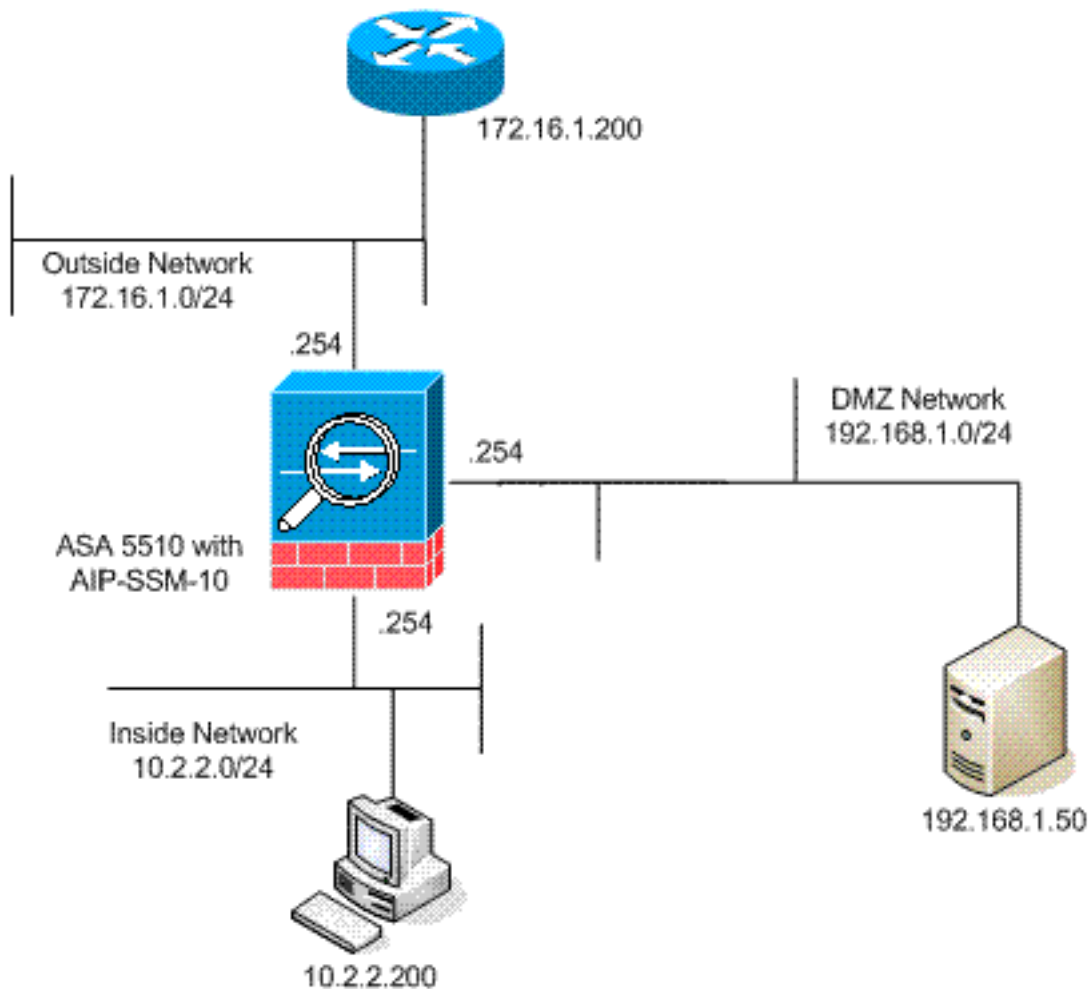 172.16.1.200
Outside Network
172.16.1.0/24
.254
DMZ Network
192.168.1.0/24
.254
ASA 5510 with
AIP-SSM-10
.254
Inside Network
10.2.2.0/24
192.168.1.50
10.2.2.200